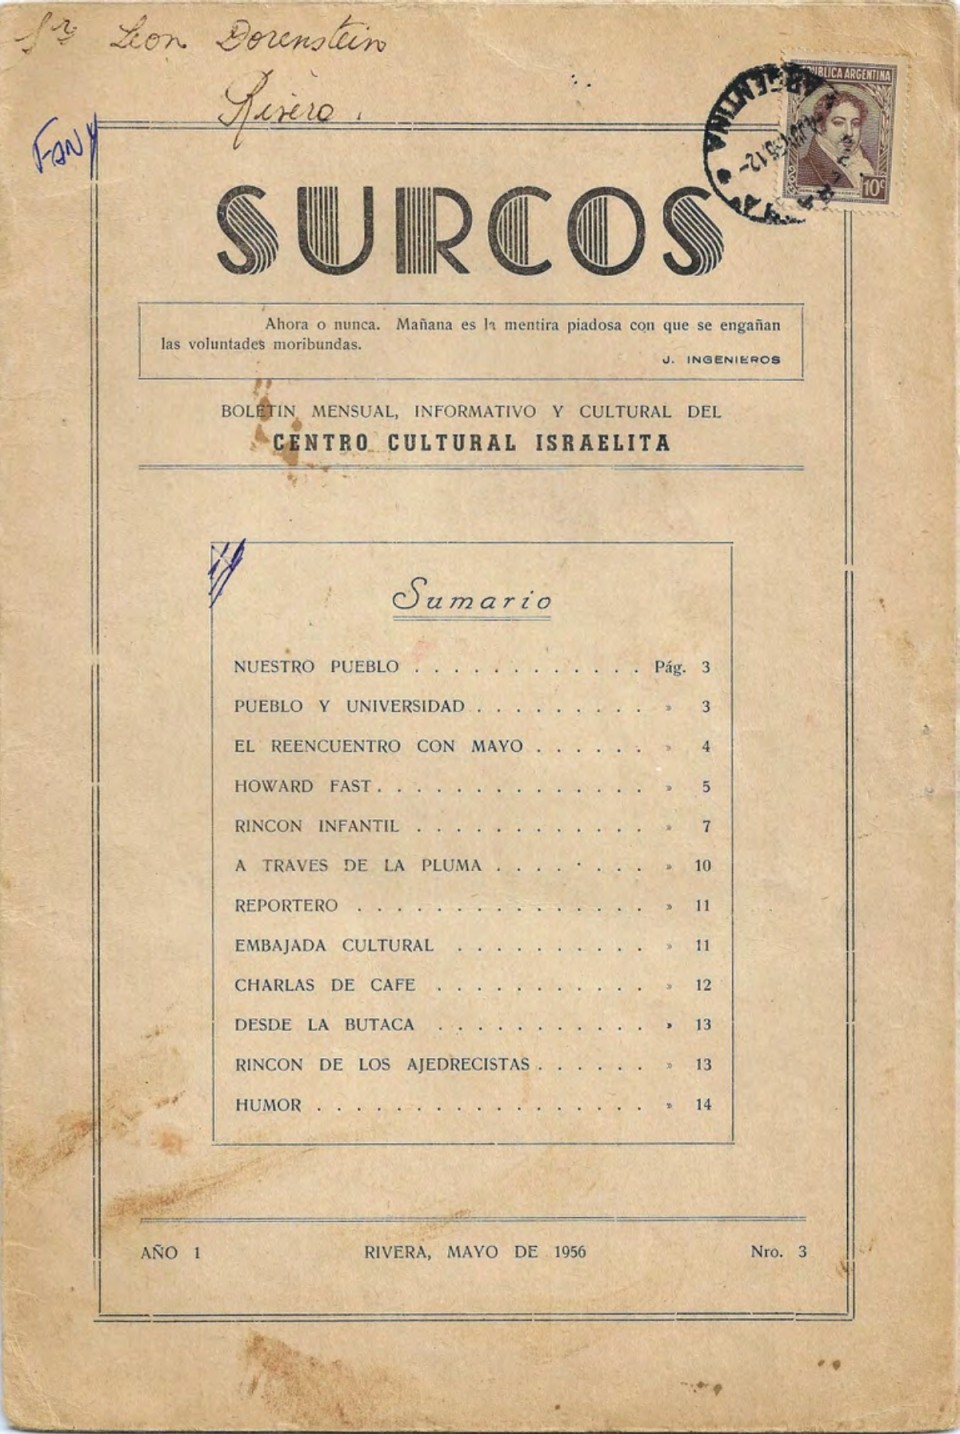 Sr Leon Dorenstein
Rivera.
FANY
REPUBLICA ARGENTINA
10c
ARGENTINA
SURCOS
Ahora o nunca. Mañana es la mentira piadosa con que se engañan
las voluntades moribundas.
J. INGENIEROS
BOLETIN MENSUAL, INFORMATIVO Y CULTURAL DEL
CENTRO CULTURAL ISRAELITA
Sumario
NUESTRO PUEBLO . . . . . . . . . . . . Pág. 3
PUEBLO Y UNIVERSIDAD . . . . . . . . . » 3
EL REENCUENTRO CON MAYO . . . . . . » 4
HOWARD FAST . . . . . . . . . . . . . . » 5
RINCON INFANTIL . . . . . . . . . . . . » 7
A TRAVES DE LA PLUMA . . . . . . . . » 10
REPORTERO . . . . . . . . . . . . . . . » 11
EMBAJADA CULTURAL . . . . . . . . . . » 11
CHARLAS DE CAFE . . . . . . . . . . . » 12
DESDE LA BUTACA . . . . . . . . . . . » 13
RINCON DE LOS AJEDRECISTAS . . . . . . » 13
HUMOR . . . . . . . . . . . . . . . . . » 14
AÑO 1 RIVERA, MAYO DE 1956 Nro. 3